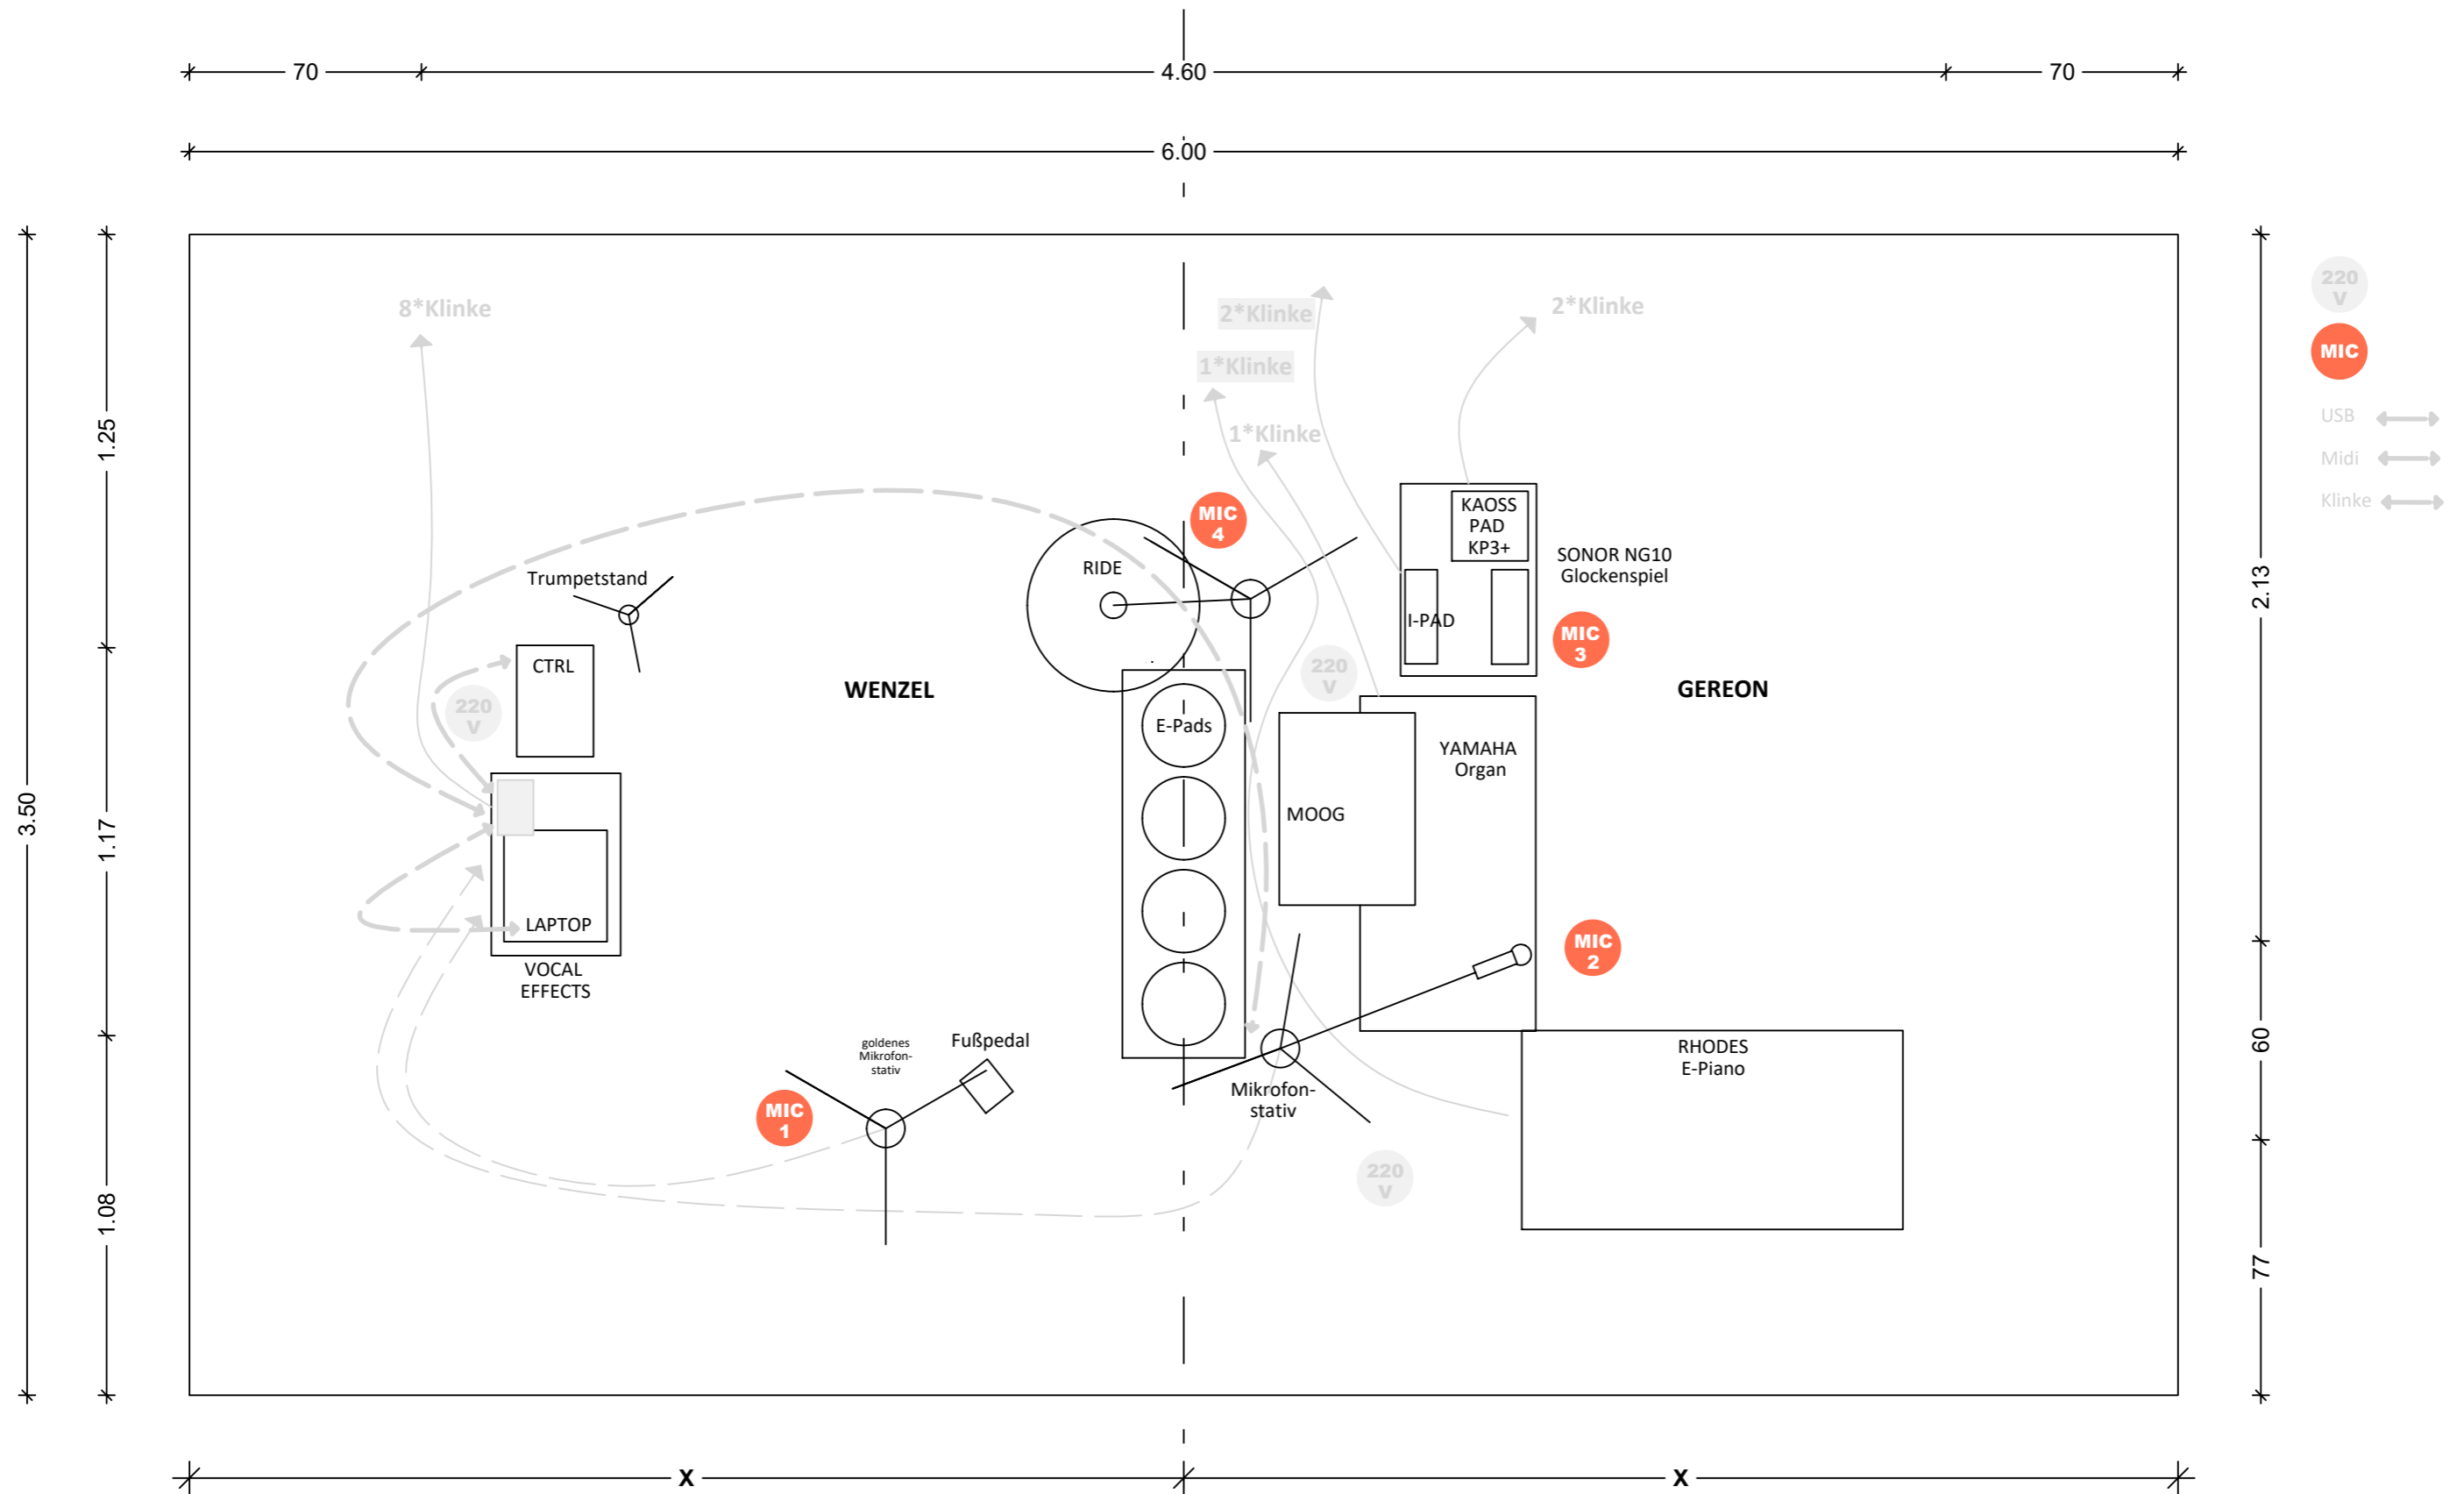 70
4.60
70
6.00
3.50
1.25
1.17
1.08
2.13
60
77
8*Klinke
2*Klinke
2*Klinke
1*Klinke
1*Klinke
220
V
MIC
USB
Midi
Klinke
MIC
4
KAOSS
PAD
KP3+
SONOR NG10
Glockenspiel
RIDE
Trumpetstand
I-PAD
MIC
3
CTRL
220
V
WENZEL
220
V
GEREON
E-Pads
YAMAHA
Organ
MOOG
LAPTOP
VOCAL
EFFECTS
MIC
2
goldenes
Mikrofon-
stativ
Fußpedal
RHODES
E-Piano
MIC
1
Mikrofon-
stativ
220
V
X
X